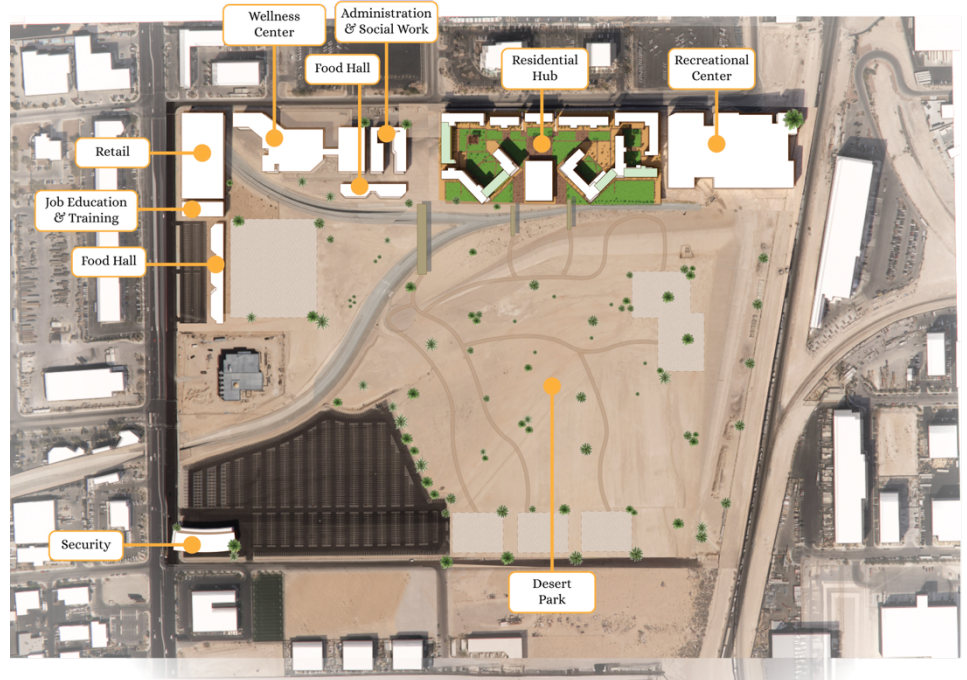 Wellness
Center
Administration
& Social Work
Food Hall
Residential
Hub
Recreational
Center
Retail
Job Education
& Training
Food Hall
Security
Desert
Park